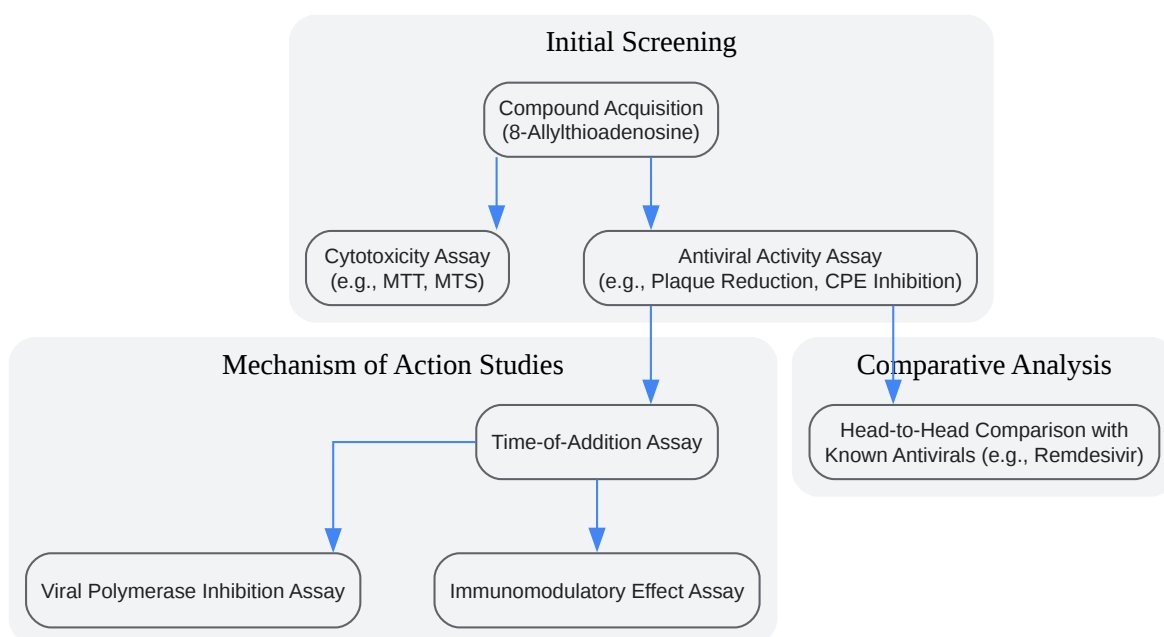 Initial Screening
Compound Acquisition
(8-Allylthioadenosine)
Cytotoxicity Assay
(e.g., MTT, MTS)
Antiviral Activity Assay
(e.g., Plaque Reduction, CPE Inhibition)
Mechanism of Action Studies
Time-of-Addition Assay
Viral Polymerase Inhibition Assay
Immunomodulatory Effect Assay
Comparative Analysis
Head-to-Head Comparison with
Known Antivirals (e.g., Remdesivir)